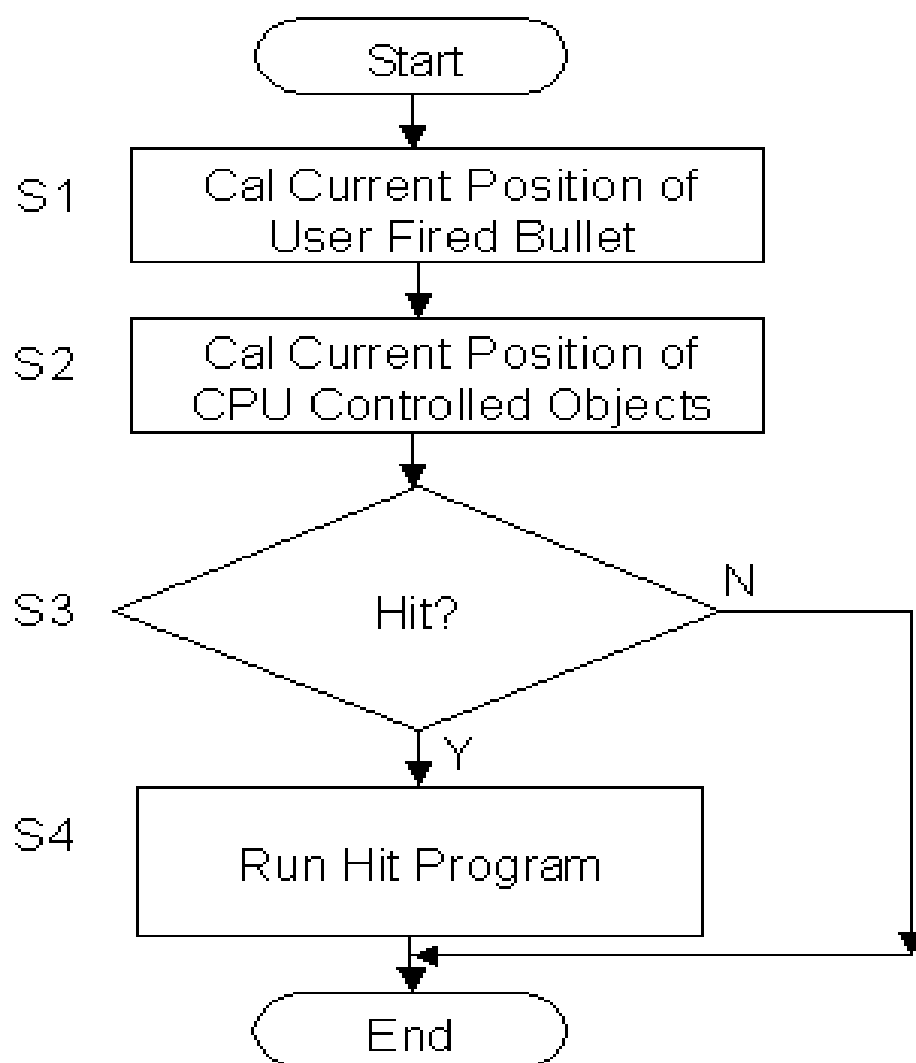 Start
S1
Cal Current Position of
User Fired Bullet
S2
Cal Current Position of
CPU Controlled Objects
S3
Hit?
N
Y
S4
Run Hit Program
End